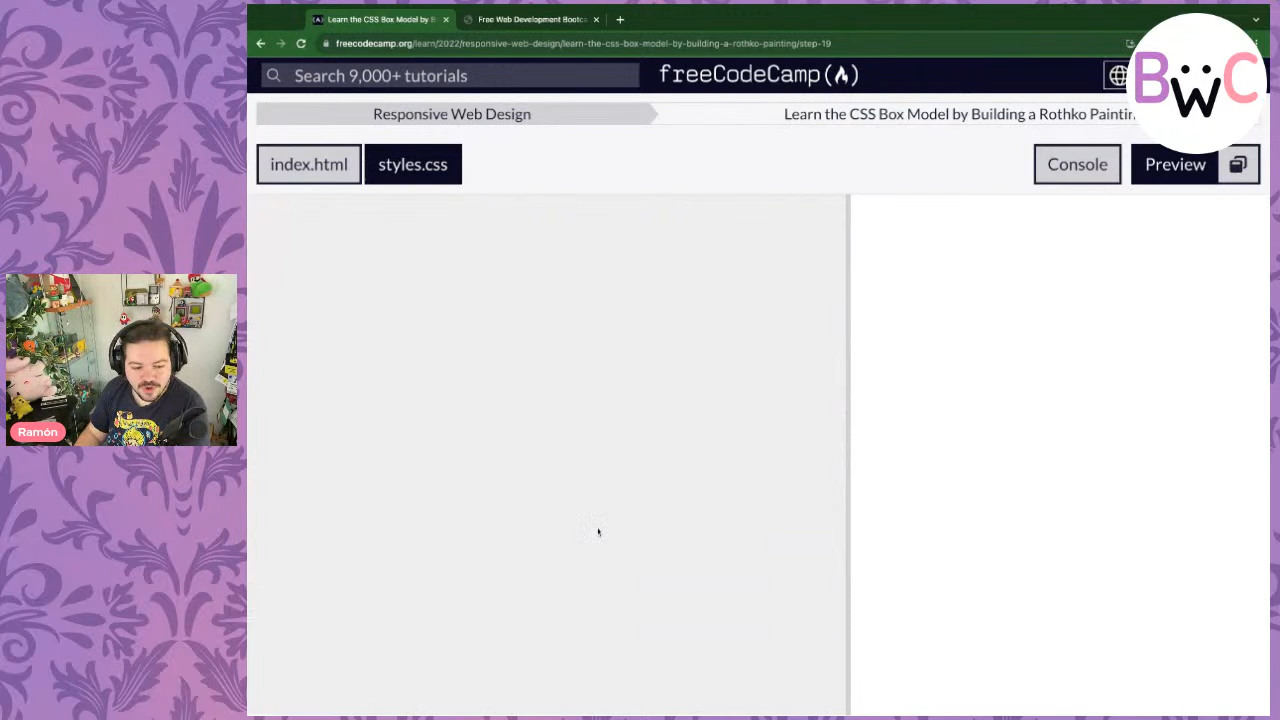 Learn the CSS Box Model by B
Free Web Development Bootca
freecodecamp.org/learn/2022/responsive-web-design/learn-the-css-box-model-by-building-a-rothko-painting/step-19
Search 9,000+ tutorials
freeCodeCamp(🔥)
BWC
Responsive Web Design
Learn the CSS Box Model by Building a Rothko Paintin
index.html
styles.css
Console
Preview
Ramón